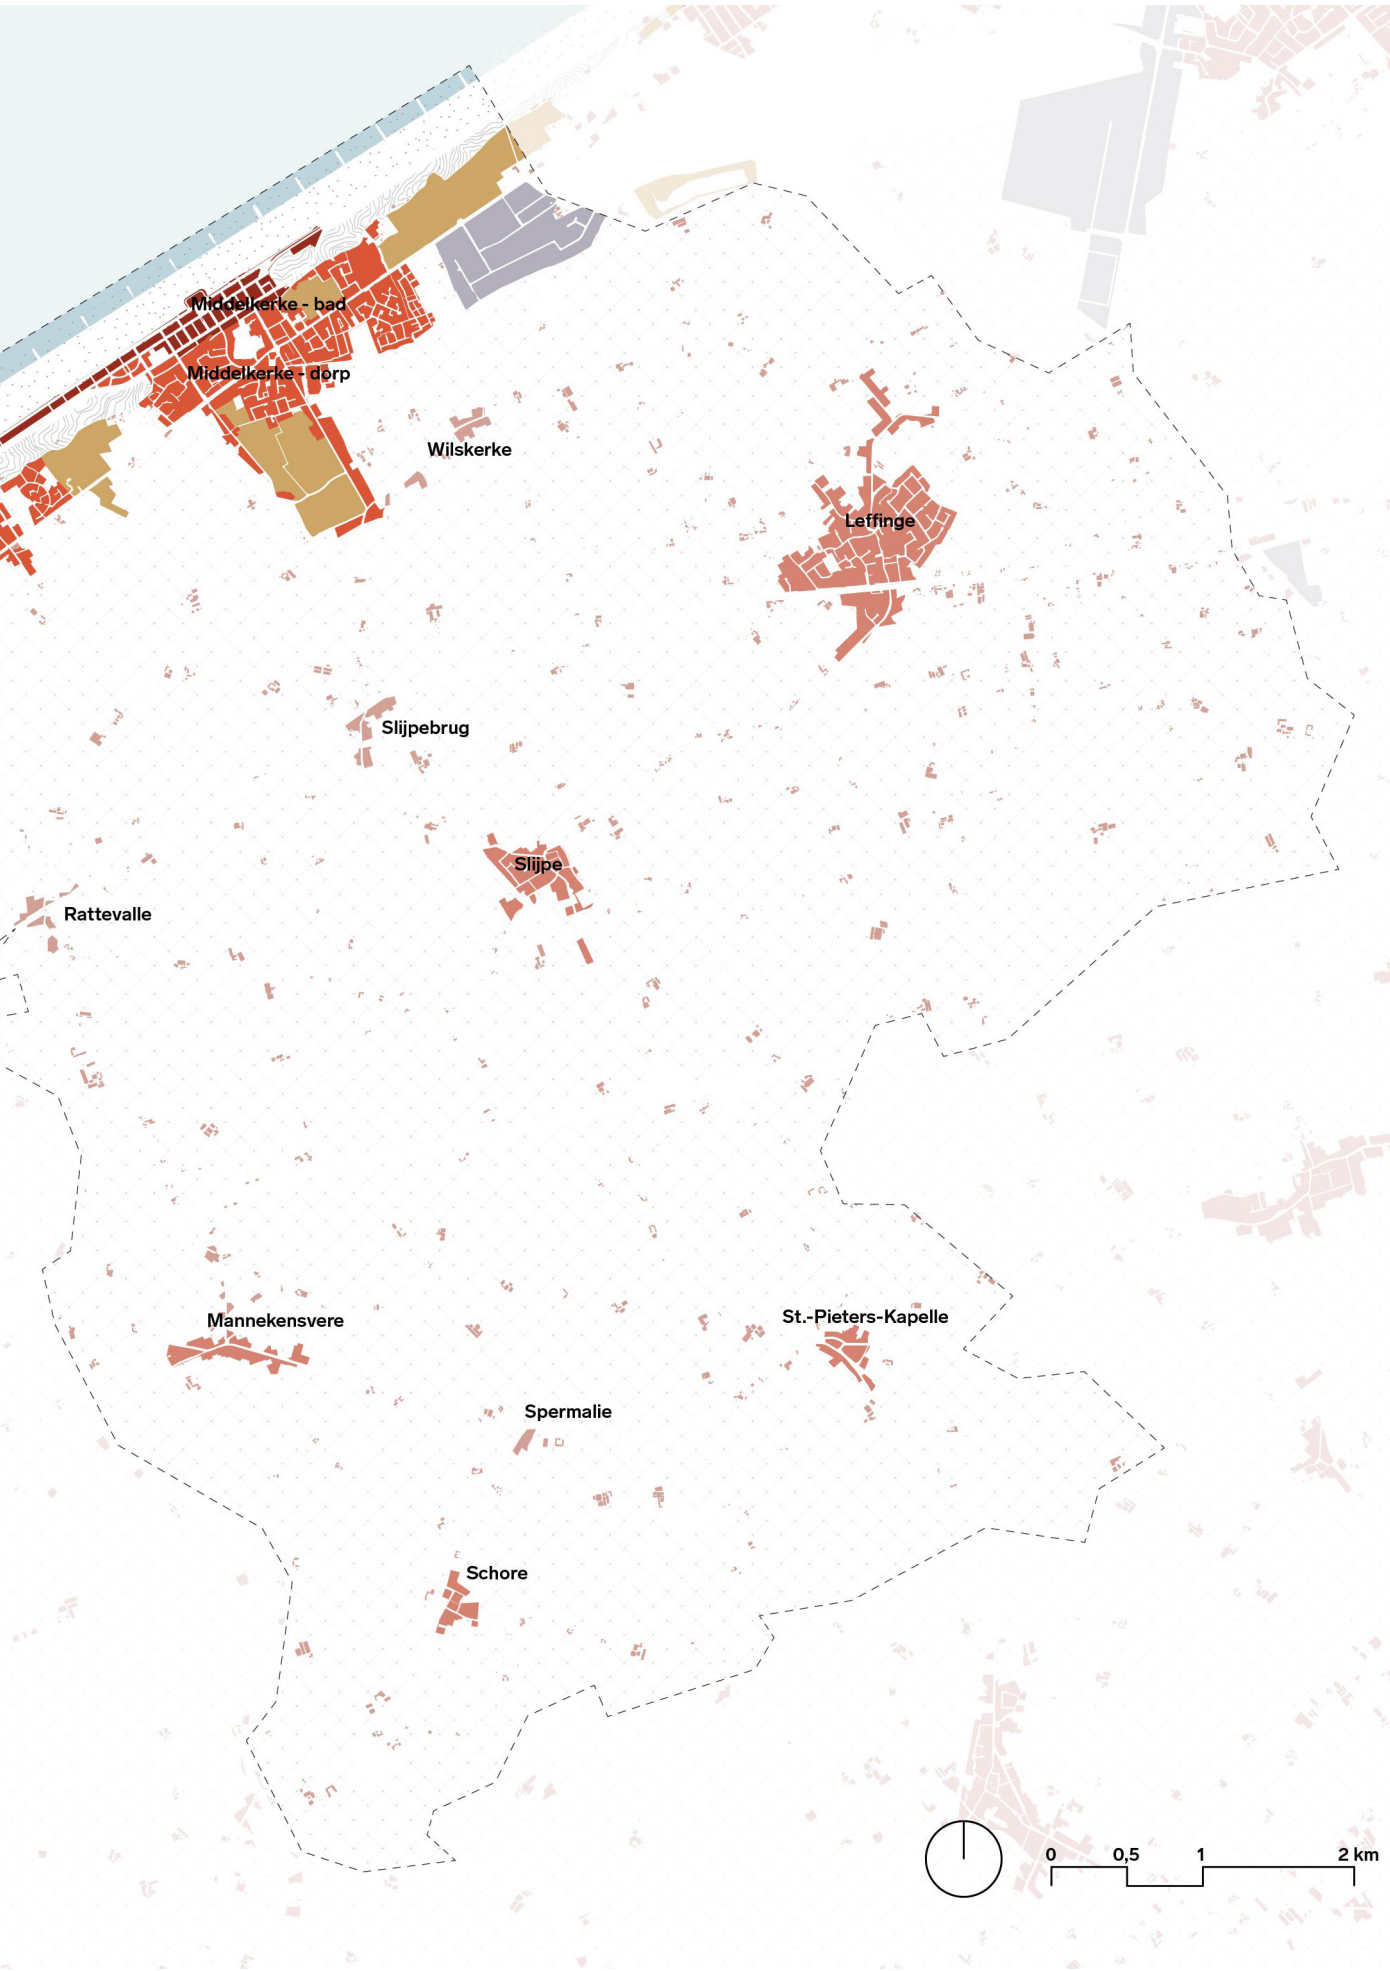 Middelkerke - bad
Middelkerke - dorp
Wilskerke
Leffinge
Slijpebrug
Slijpe
Rattevalle
Mannekensvere
St.-Pieters-Kapelle
Spermalie
Schore
0 0,5 1 2 km